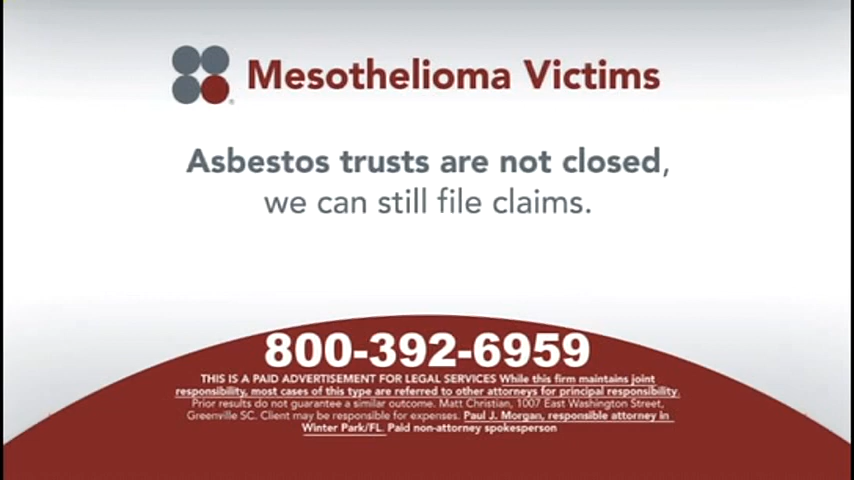 Mesothelioma Victims
Asbestos trusts are not closed,
we can still file claims.
800-392-6959
THIS IS A PAID ADVERTISEMENT FOR LEGAL SERVICES While this firm maintains joint
responsibility, most cases of this type are referred to other attorneys for principal responsibility.
Prior results do not guarantee a similar outcome. Matt Christian, 1007 East Washington Street,
Greenville SC. Client may be responsible for expenses. Paul J. Morgan, responsible attorney in
Winter Park/FL. Paid non-attorney spokesperson